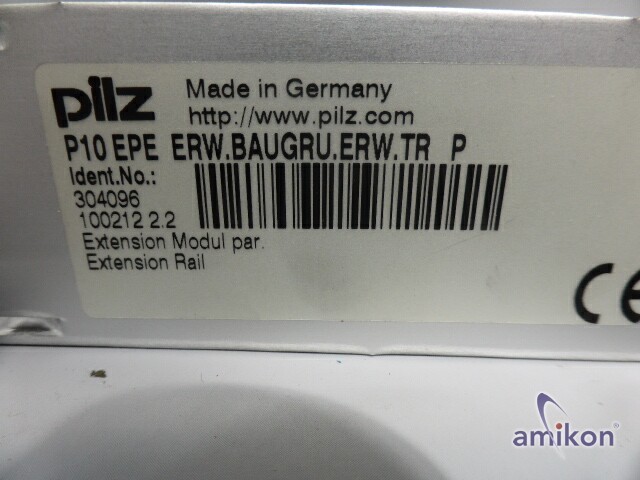 pilz
Made in Germany
http://www.pilz.com
P10 EPE ERW.BAUGRU.ERW.TR P
Ident.No.:
304096
100212 2.2
Extension Modul par.
Extension Rail
CE
amikon